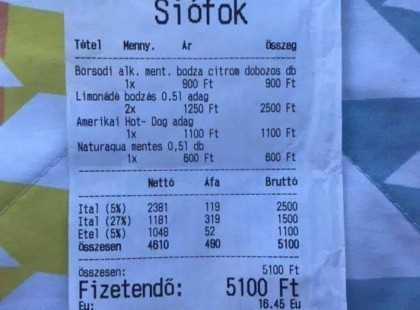 Siófok
Tétel Menny. Ár Összeg
Borsodi alk. ment. bodza citrom dobozos db
1x 900 Ft 900 Ft
Limonádé bodzás 0.5l adag
2x 1250 Ft 2500 Ft
Amerikai Hot- Dog adag
1x 1100 Ft 1100 Ft
Naturaqua mentes 0,5l db
1x 600 Ft 600 Ft
Nettó Áfa Bruttó
Ital (5%) 2381 119 2500
Ital (27%) 1181 319 1500
Étel (5%) 1048 52 1100
Összesen 4610 490 5100
Összesen: 5100 Ft
Fizetendő: 5100 Ft
Eu: 16.45 Eu